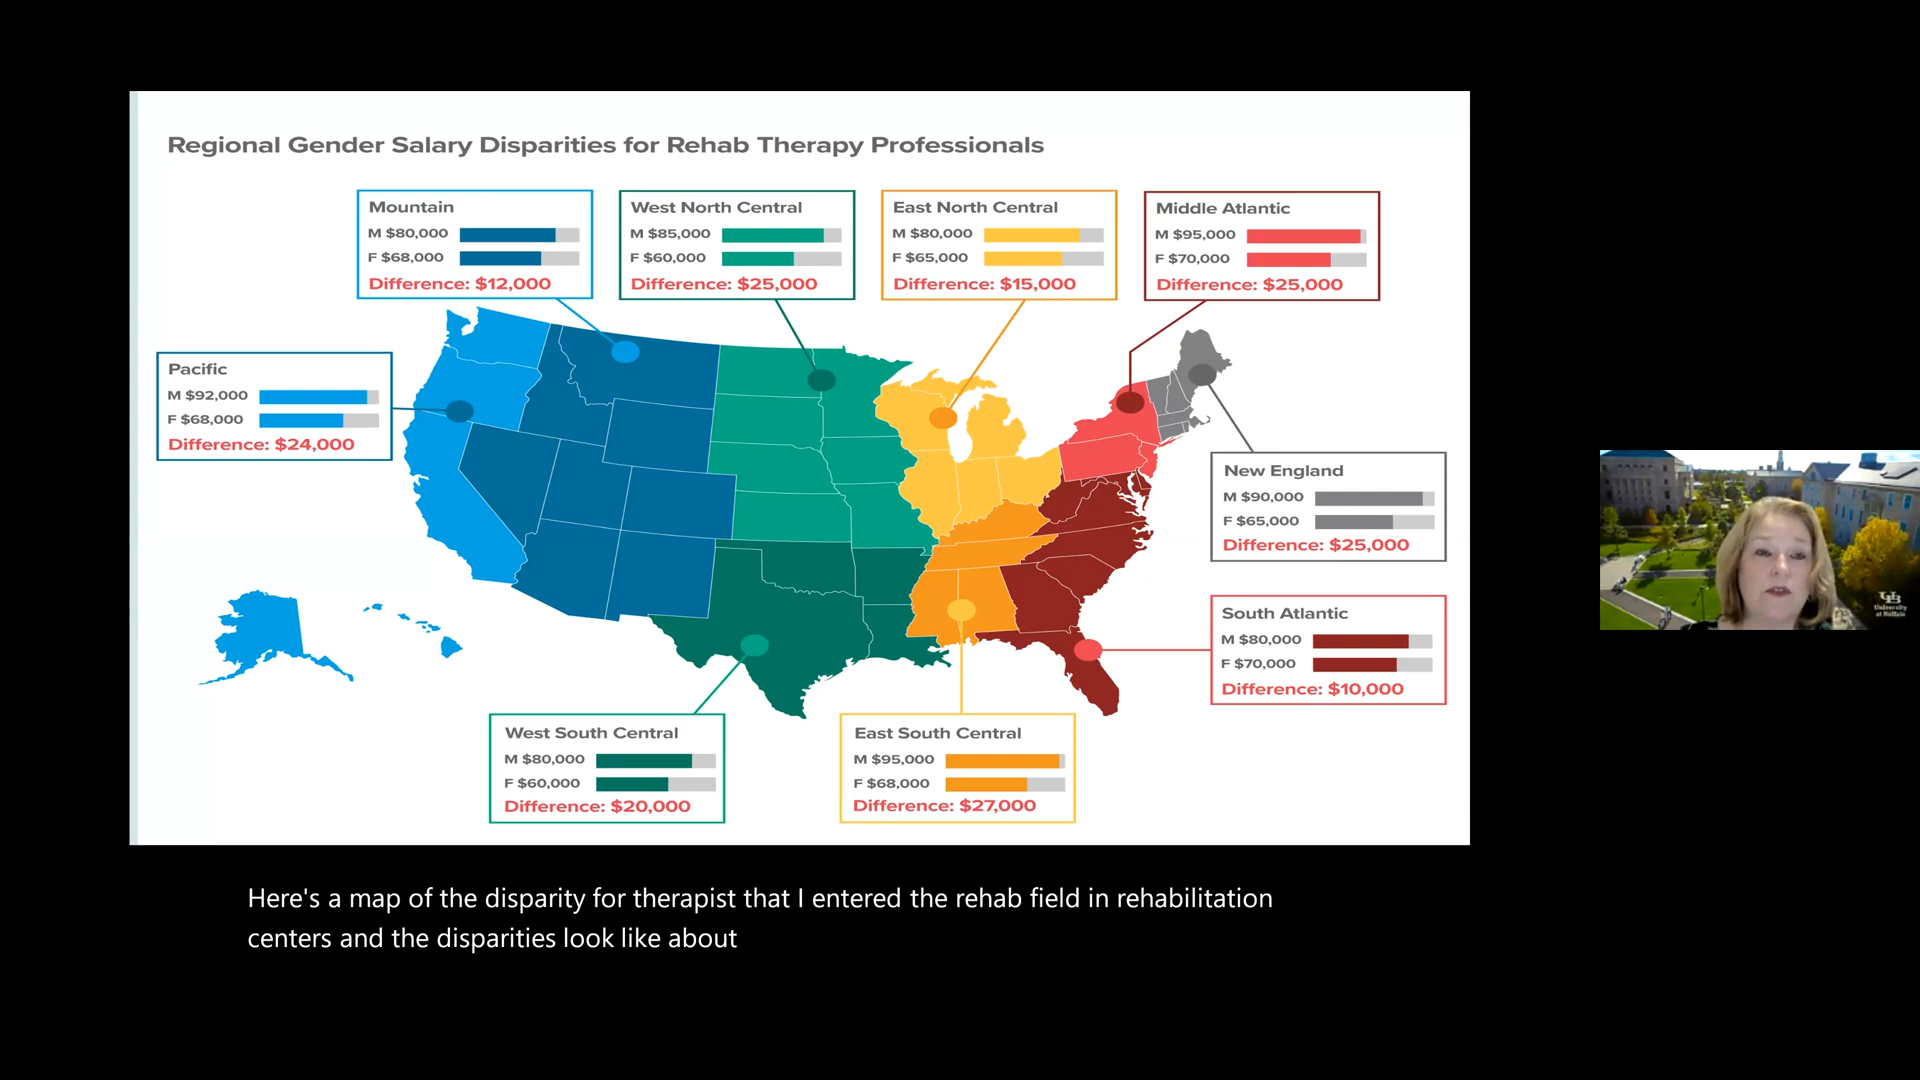 Regional Gender Salary Disparities for Rehab Therapy Professionals
Mountain
M $80,000
F $68,000
Difference: $12,000
West North Central
M $85,000
F $60,000
Difference: $25,000
East North Central
M $80,000
F $65,000
Difference: $15,000
Middle Atlantic
M $95,000
F $70,000
Difference: $25,000
Pacific
M $92,000
F $68,000
Difference: $24,000
New England
M $90,000
F $65,000
Difference: $25,000
South Atlantic
M $80,000
F $70,000
Difference: $10,000
West South Central
M $80,000
F $60,000
Difference: $20,000
East South Central
M $95,000
F $68,000
Difference: $27,000
UB
University
at Buffalo
Here's a map of the disparity for therapist that I entered the rehab field in rehabilitation
centers and the disparities look like about